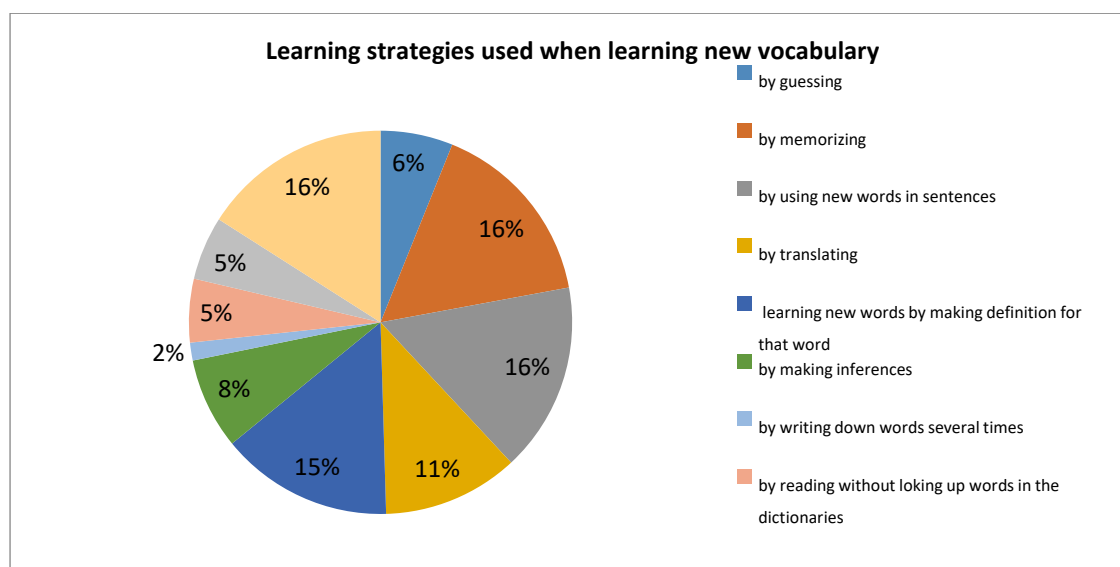 Learning strategies used when learning new vocabulary
by guessing
by memorizing
by using new words in sentences
by translating
learning new words by making definition for
that word
by making inferences
by writing down words several times
by reading without loking up words in the
dictionaries
6%
16%
16%
11%
15%
8%
2%
5%
5%
16%